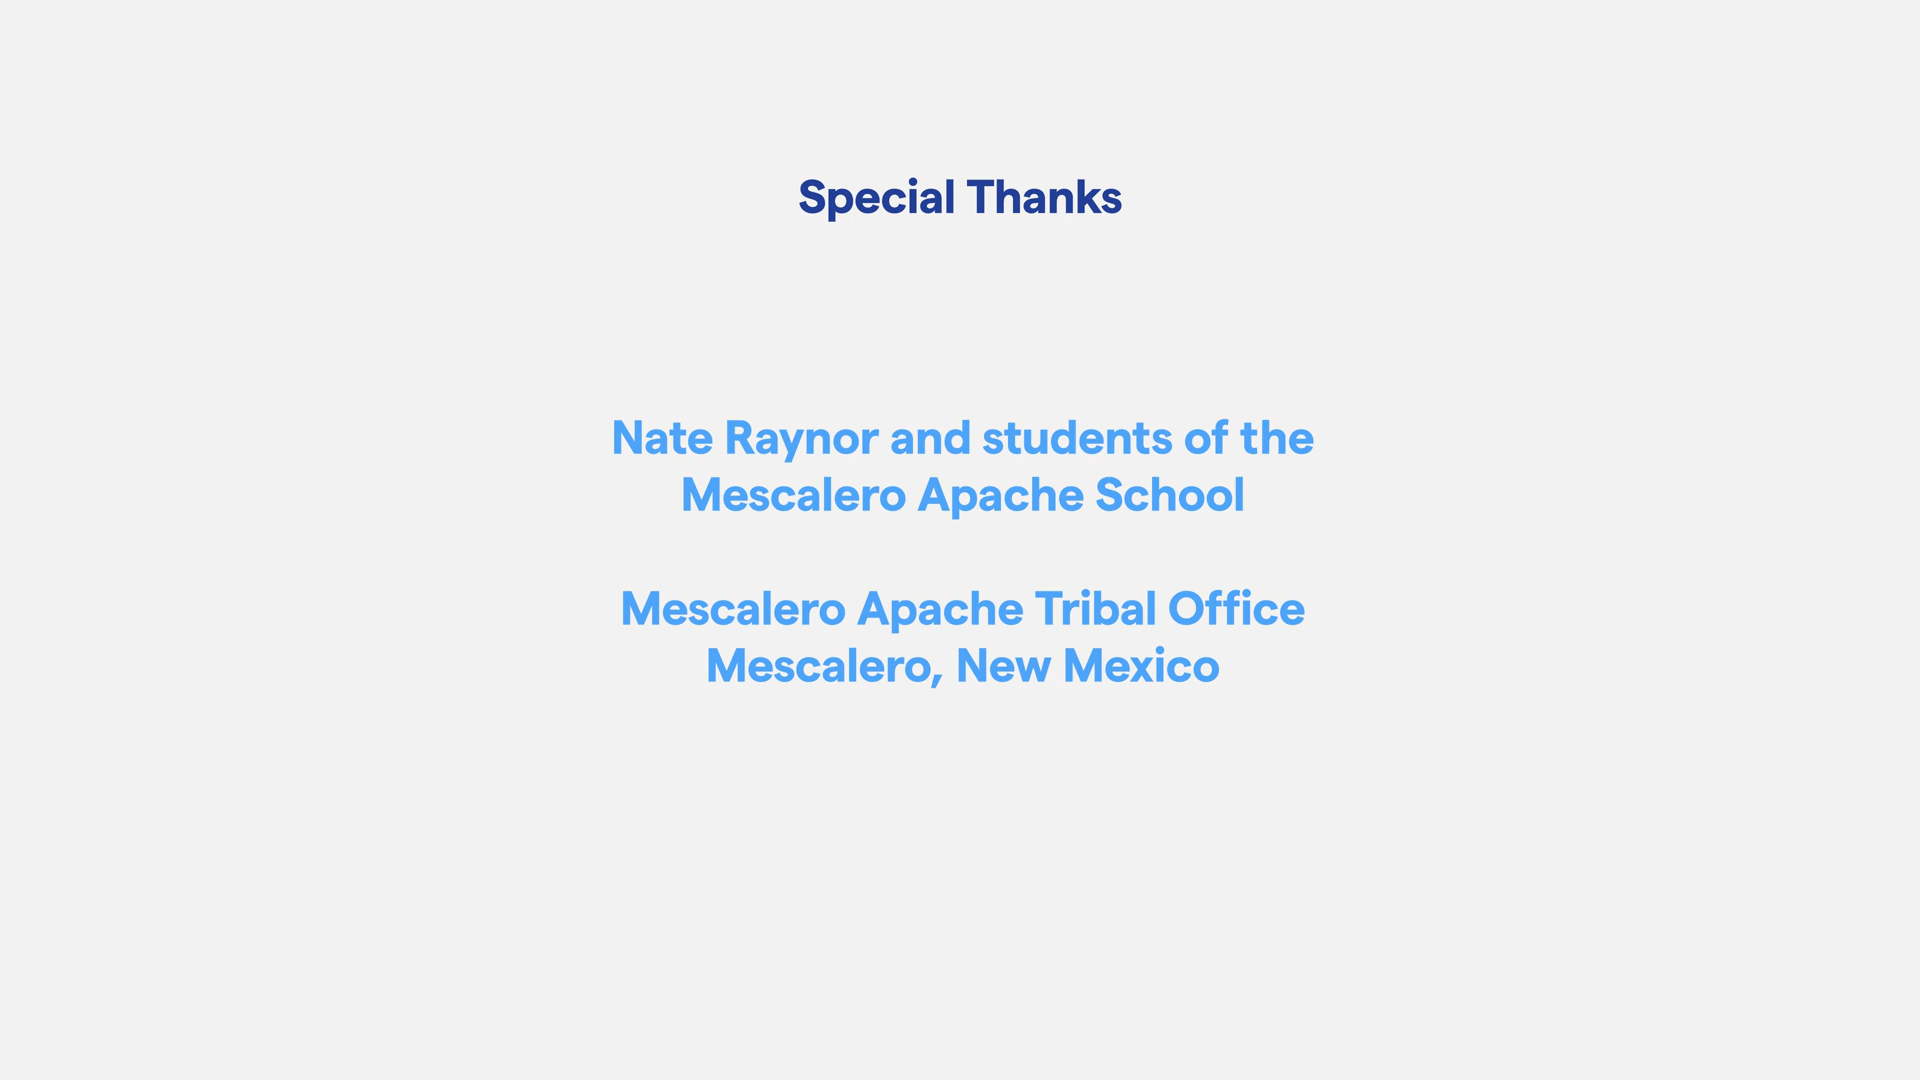 Special Thanks
Nate Raynor and students of the
Mescalero Apache School
Mescalero Apache Tribal Office
Mescalero, New Mexico